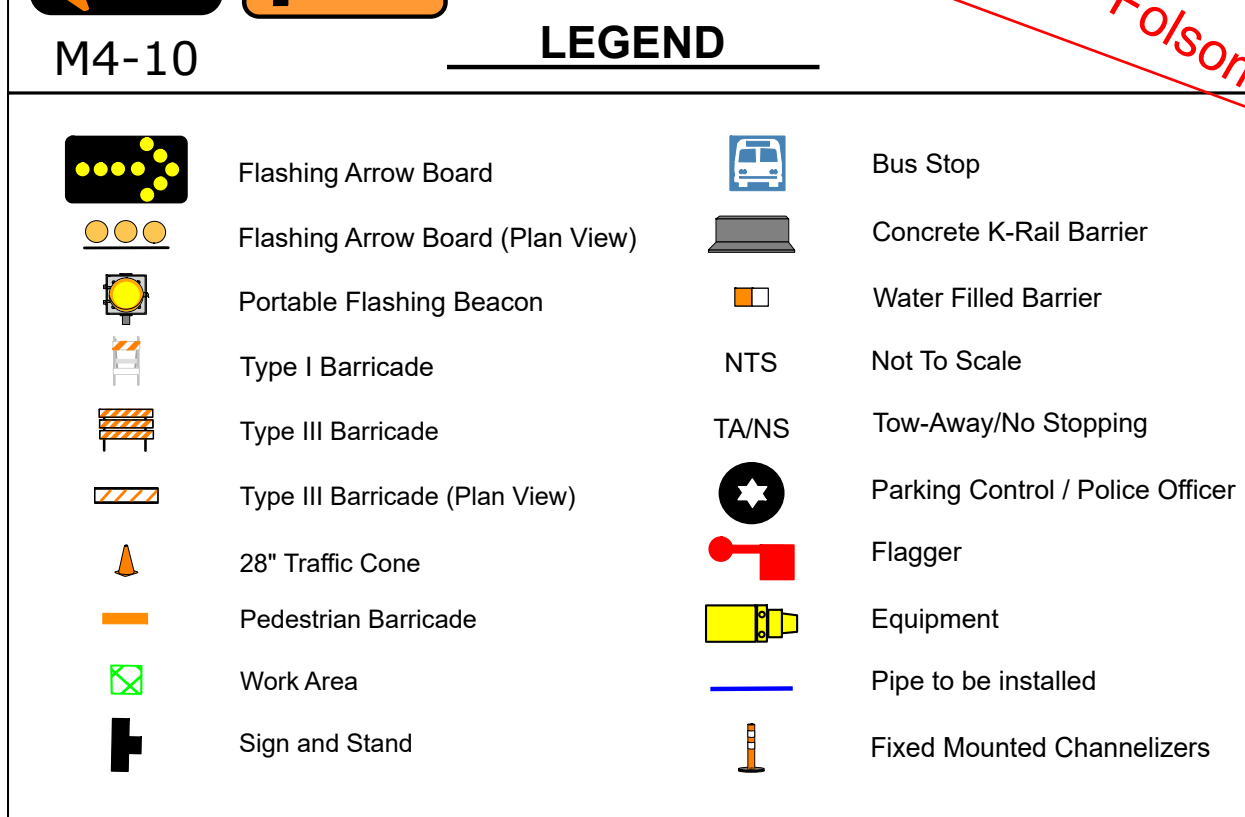 M4-10
LEGEND
Folsom
Flashing Arrow Board
Flashing Arrow Board (Plan View)
Portable Flashing Beacon
Type I Barricade
Type III Barricade
Type III Barricade (Plan View)
28" Traffic Cone
Pedestrian Barricade
Work Area
Sign and Stand
Bus Stop
Concrete K-Rail Barrier
Water Filled Barrier
NTS Not To Scale
TA/NS Tow-Away/No Stopping
Parking Control / Police Officer
Flagger
Equipment
Pipe to be installed
Fixed Mounted Channelizers